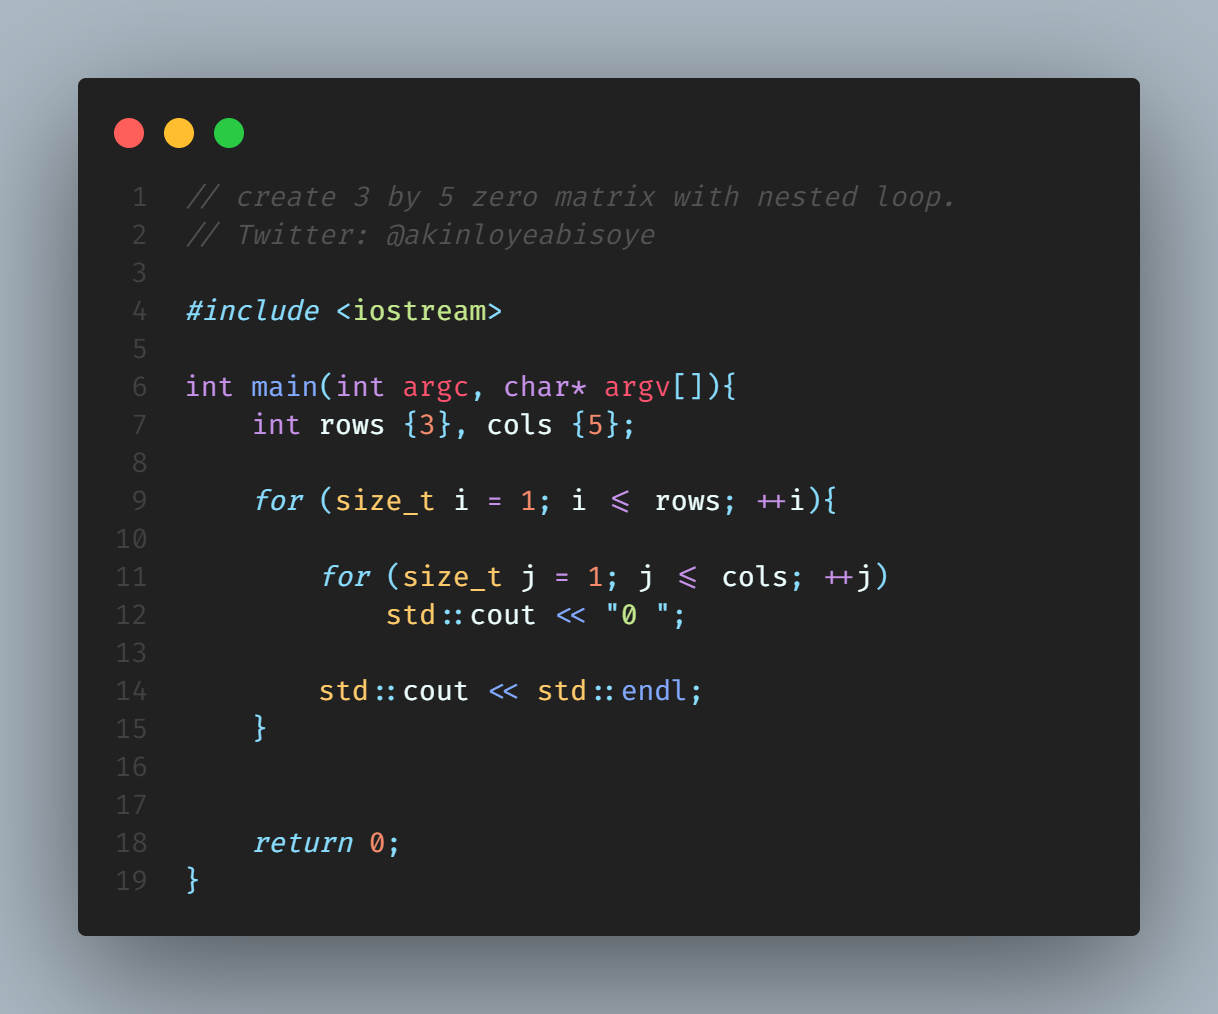 1 // create 3 by 5 zero matrix with nested loop.
2 // Twitter: @akinloyeabisoye
3
4 #include <iostream>
5
6 int main(int argc, char* argv[]){
7     int rows {3}, cols {5};
8
9     for (size_t i = 1; i <= rows; ++i){
10
11         for (size_t j = 1; j <= cols; ++j)
12             std::cout << "0 ";
13
14         std::cout << std::endl;
15     }
16
17
18     return 0;
19 }